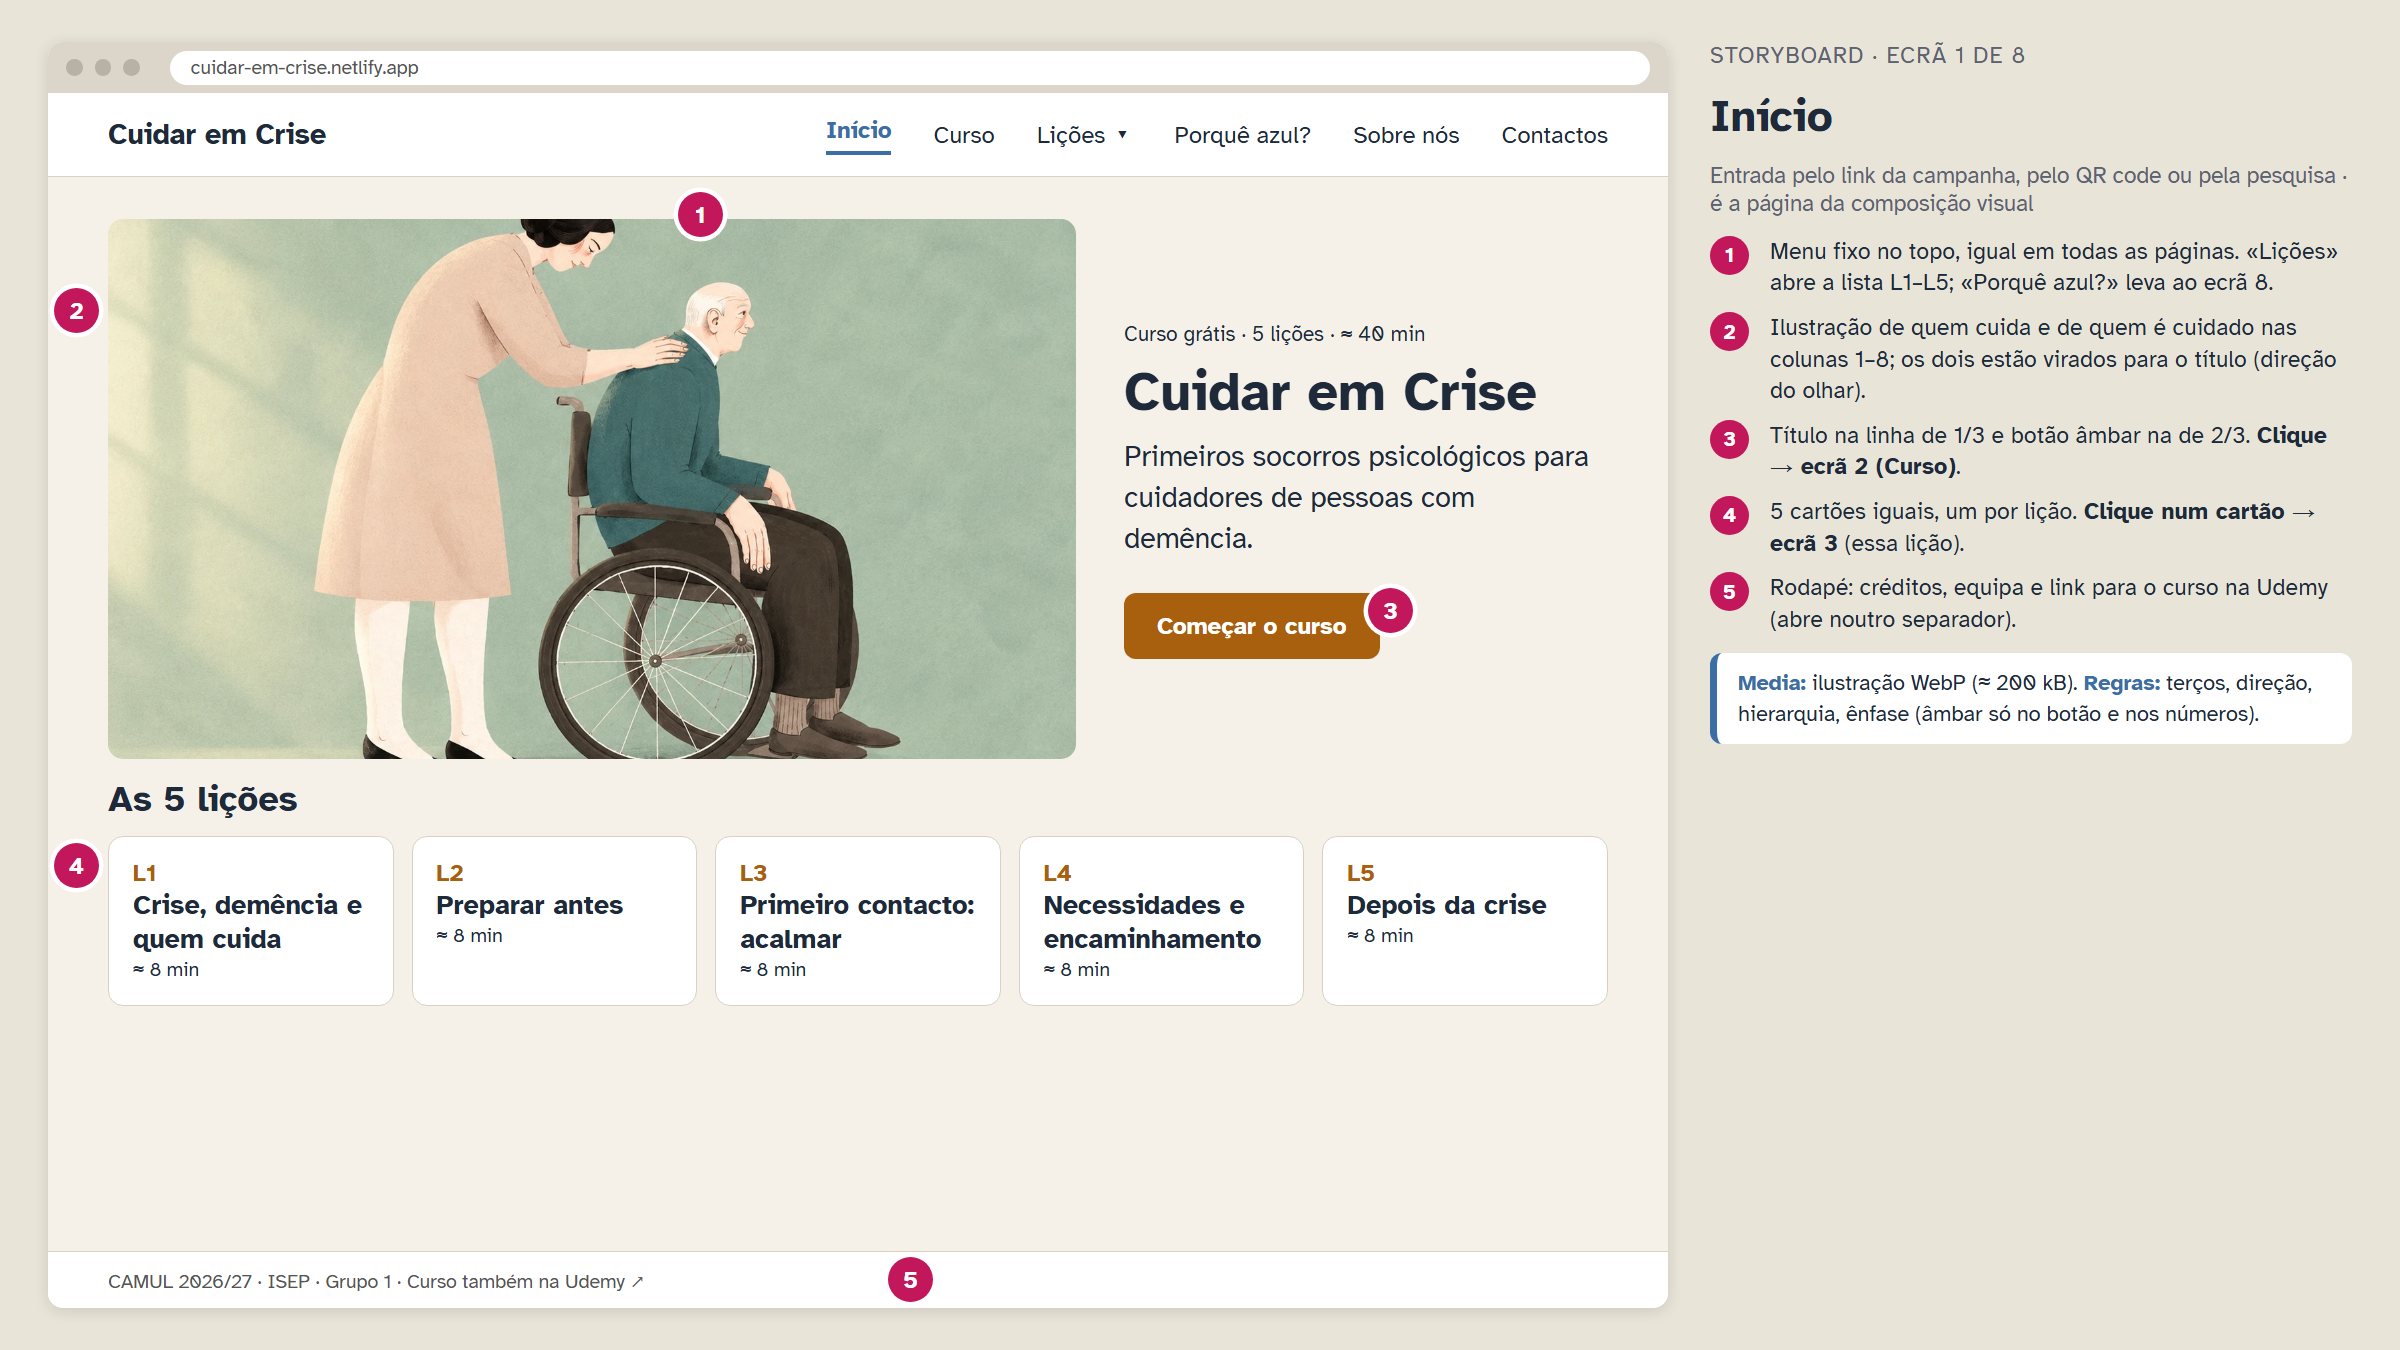 cuidar-em-crise.netlify.app
Cuidar em Crise
Início
Curso
Lições ▼
Porquê azul?
Sobre nós
Contactos
1
2
Curso grátis · 5 lições · ≈ 40 min
Cuidar em Crise
Primeiros socorros psicológicos para
cuidadores de pessoas com
demência.
Começar o curso
3
As 5 lições
4
L1
Crise, demência e
quem cuida
≈ 8 min
L2
Preparar antes
≈ 8 min
L3
Primeiro contacto:
acalmar
≈ 8 min
L4
Necessidades e
encaminhamento
≈ 8 min
L5
Depois da crise
≈ 8 min
CAMUL 2026/27 · ISEP · Grupo 1 · Curso também na Udemy ↗
5
STORYBOARD · ECRÃ 1 DE 8
Início
Entrada pelo link da campanha, pelo QR code ou pela pesquisa ·
é a página da composição visual
1 Menu fixo no topo, igual em todas as páginas. «Lições»
abre a lista L1–L5; «Porquê azul?» leva ao ecrã 8.
2 Ilustração de quem cuida e de quem é cuidado nas
colunas 1–8; os dois estão virados para o título (direção
do olhar).
3 Título na linha de 1/3 e botão âmbar na de 2/3. Clique
→ ecrã 2 (Curso).
4 5 cartões iguais, um por lição. Clique num cartão →
ecrã 3 (essa lição).
5 Rodapé: créditos, equipa e link para o curso na Udemy
(abre noutro separador).
Media: ilustração WebP (≈ 200 kB). Regras: terços, direção,
hierarquia, ênfase (âmbar só no botão e nos números).